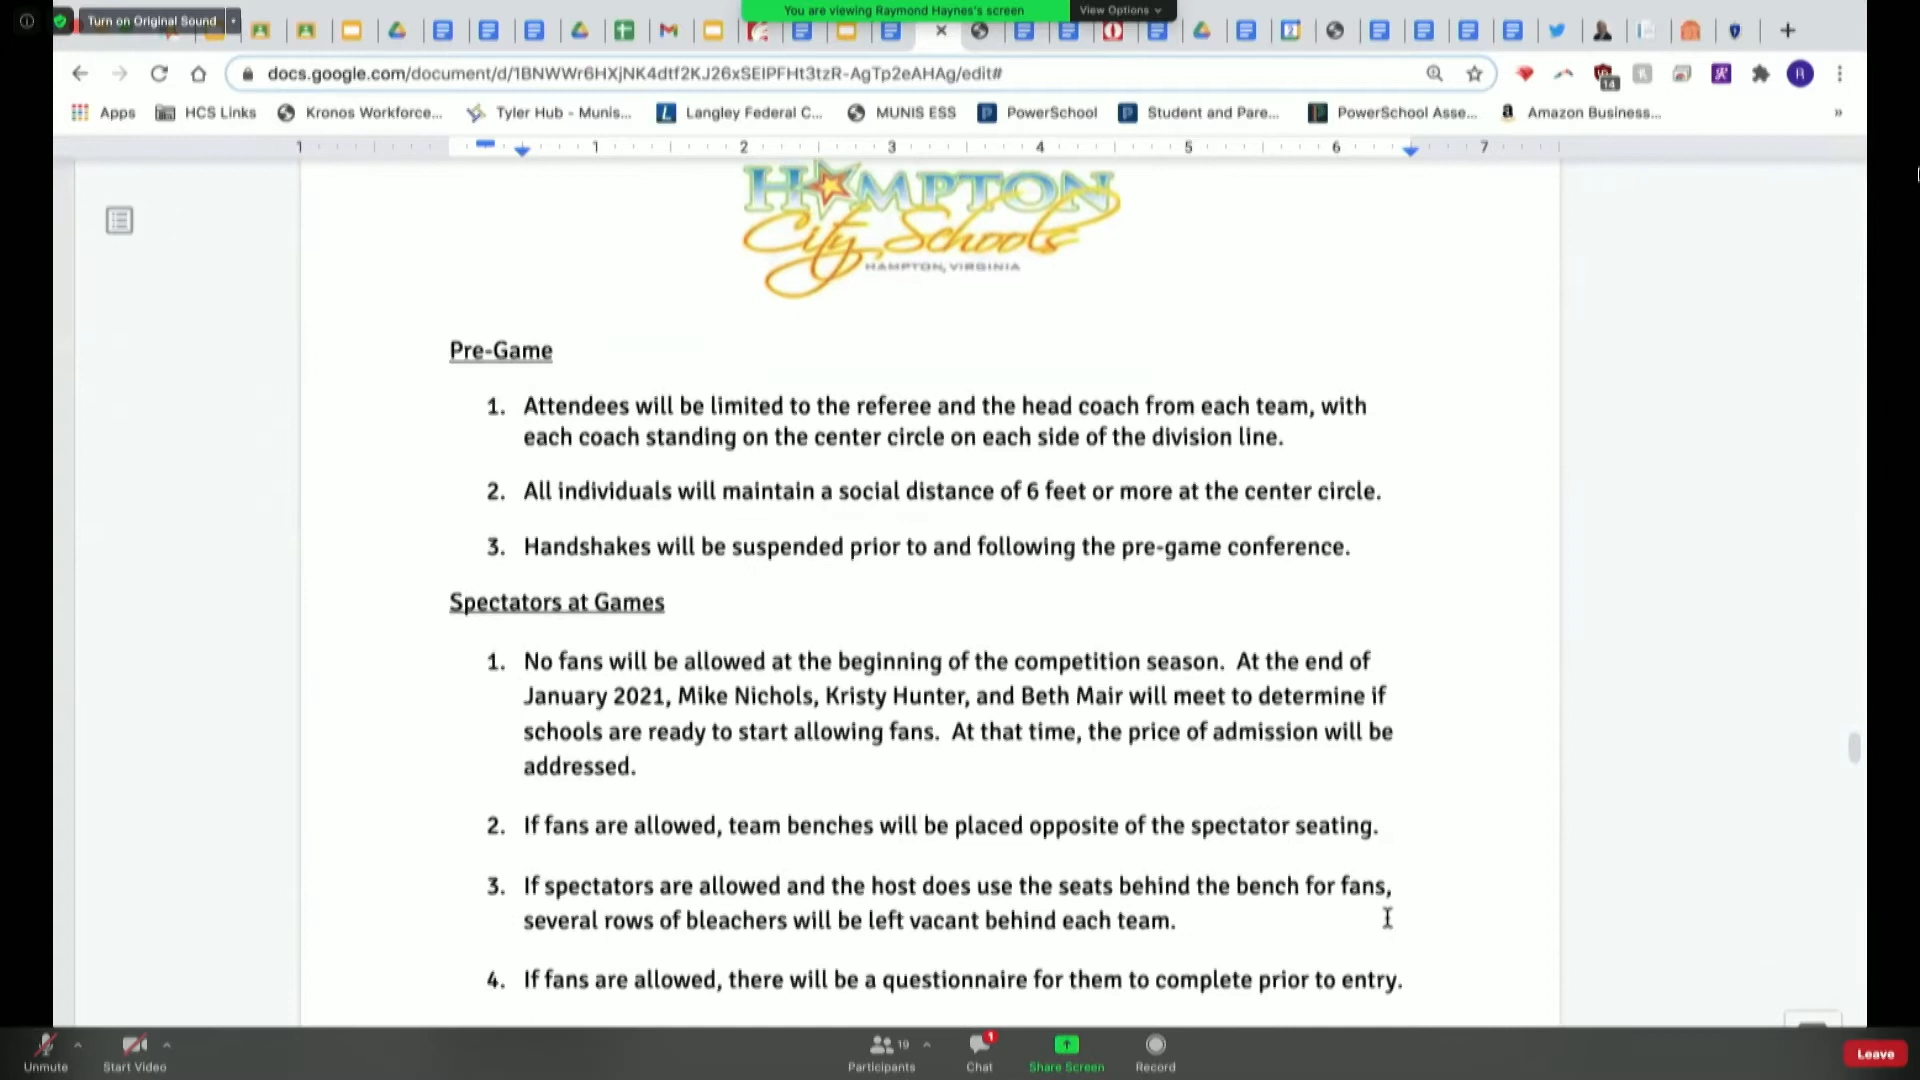 Turn on Original Sound
You are viewing Raymond Haynes's screen
View Options
docs.google.com/document/d/1BNWWr6HXjNK4dtf2KJ26xSEIPFHt3tzR-AgTp2eAHAg/edit#
14
R
Apps
HCS Links
Kronos Workforce...
Tyler Hub - Munis...
Langley Federal C...
MUNIS ESS
PowerSchool
Student and Pare...
PowerSchool Asse...
Amazon Business...
»
1 1 2 3 4 5 6 7
HAMPTON
City Schools
HAMPTON, VIRGINIA
Pre-Game
1. Attendees will be limited to the referee and the head coach from each team, with
each coach standing on the center circle on each side of the division line.
2. All individuals will maintain a social distance of 6 feet or more at the center circle.
3. Handshakes will be suspended prior to and following the pre-game conference.
Spectators at Games
1. No fans will be allowed at the beginning of the competition season. At the end of
January 2021, Mike Nichols, Kristy Hunter, and Beth Mair will meet to determine if
schools are ready to start allowing fans. At that time, the price of admission will be
addressed.
2. If fans are allowed, team benches will be placed opposite of the spectator seating.
3. If spectators are allowed and the host does use the seats behind the bench for fans,
several rows of bleachers will be left vacant behind each team.
4. If fans are allowed, there will be a questionnaire for them to complete prior to entry.
Unmute
Start Video
19
Participants
1
Chat
Share Screen
Record
Leave